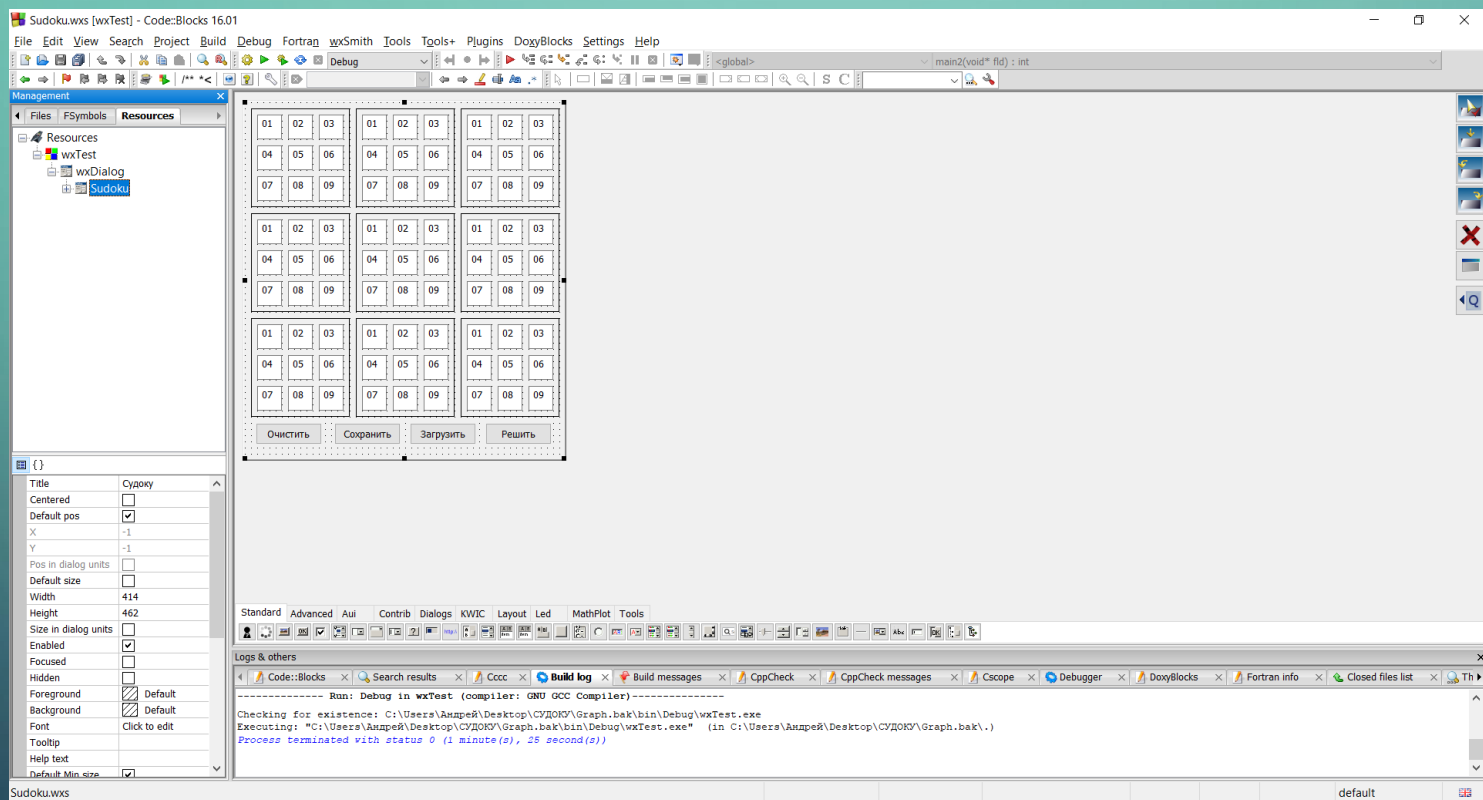 Sudoku.wxs [wxTest] - Code::Blocks 16.01
File Edit View Search Project Build Debug Fortran wxSmith Tools Tools+ Plugins DoxyBlocks Settings Help
Debug <global> main2(void* fld) : int
/** *< .* S C
Management
Files FSymbols Resources
Resources
wxTest
wxDialog
Sudoku
01 02 03 01 02 03 01 02 03
04 05 06 04 05 06 04 05 06
07 08 09 07 08 09 07 08 09
01 02 03 01 02 03 01 02 03
04 05 06 04 05 06 04 05 06
07 08 09 07 08 09 07 08 09
01 02 03 01 02 03 01 02 03
04 05 06 04 05 06 04 05 06
07 08 09 07 08 09 07 08 09
Очистить Сохранить Загрузить Решить
Q
{}
Title Судоку
Centered
Default pos
X -1
Y -1
Pos in dialog units
Default size
Width 414
Height 462
Size in dialog units
Enabled
Focused
Hidden
Foreground Default
Background Default
Font Click to edit
Tooltip
Help text
Default Min size
Standard Advanced Aui Contrib Dialogs KWIC Layout Led MathPlot Tools
Logs & others
Code::Blocks Search results Cccc Build log Build messages CppCheck CppCheck messages Cscope Debugger DoxyBlocks Fortran info Closed files list Th
-------------- Run: Debug in wxTest (compiler: GNU GCC Compiler)---------------
Checking for existence: C:\Users\Андрей\Desktop\СУДОКУ\Graph.bak\bin\Debug\wxTest.exe
Executing: "C:\Users\Андрей\Desktop\СУДОКУ\Graph.bak\bin\Debug\wxTest.exe" (in C:\Users\Андрей\Desktop\СУДОКУ\Graph.bak\.)
Process terminated with status 0 (1 minute(s), 25 second(s))
Sudoku.wxs default